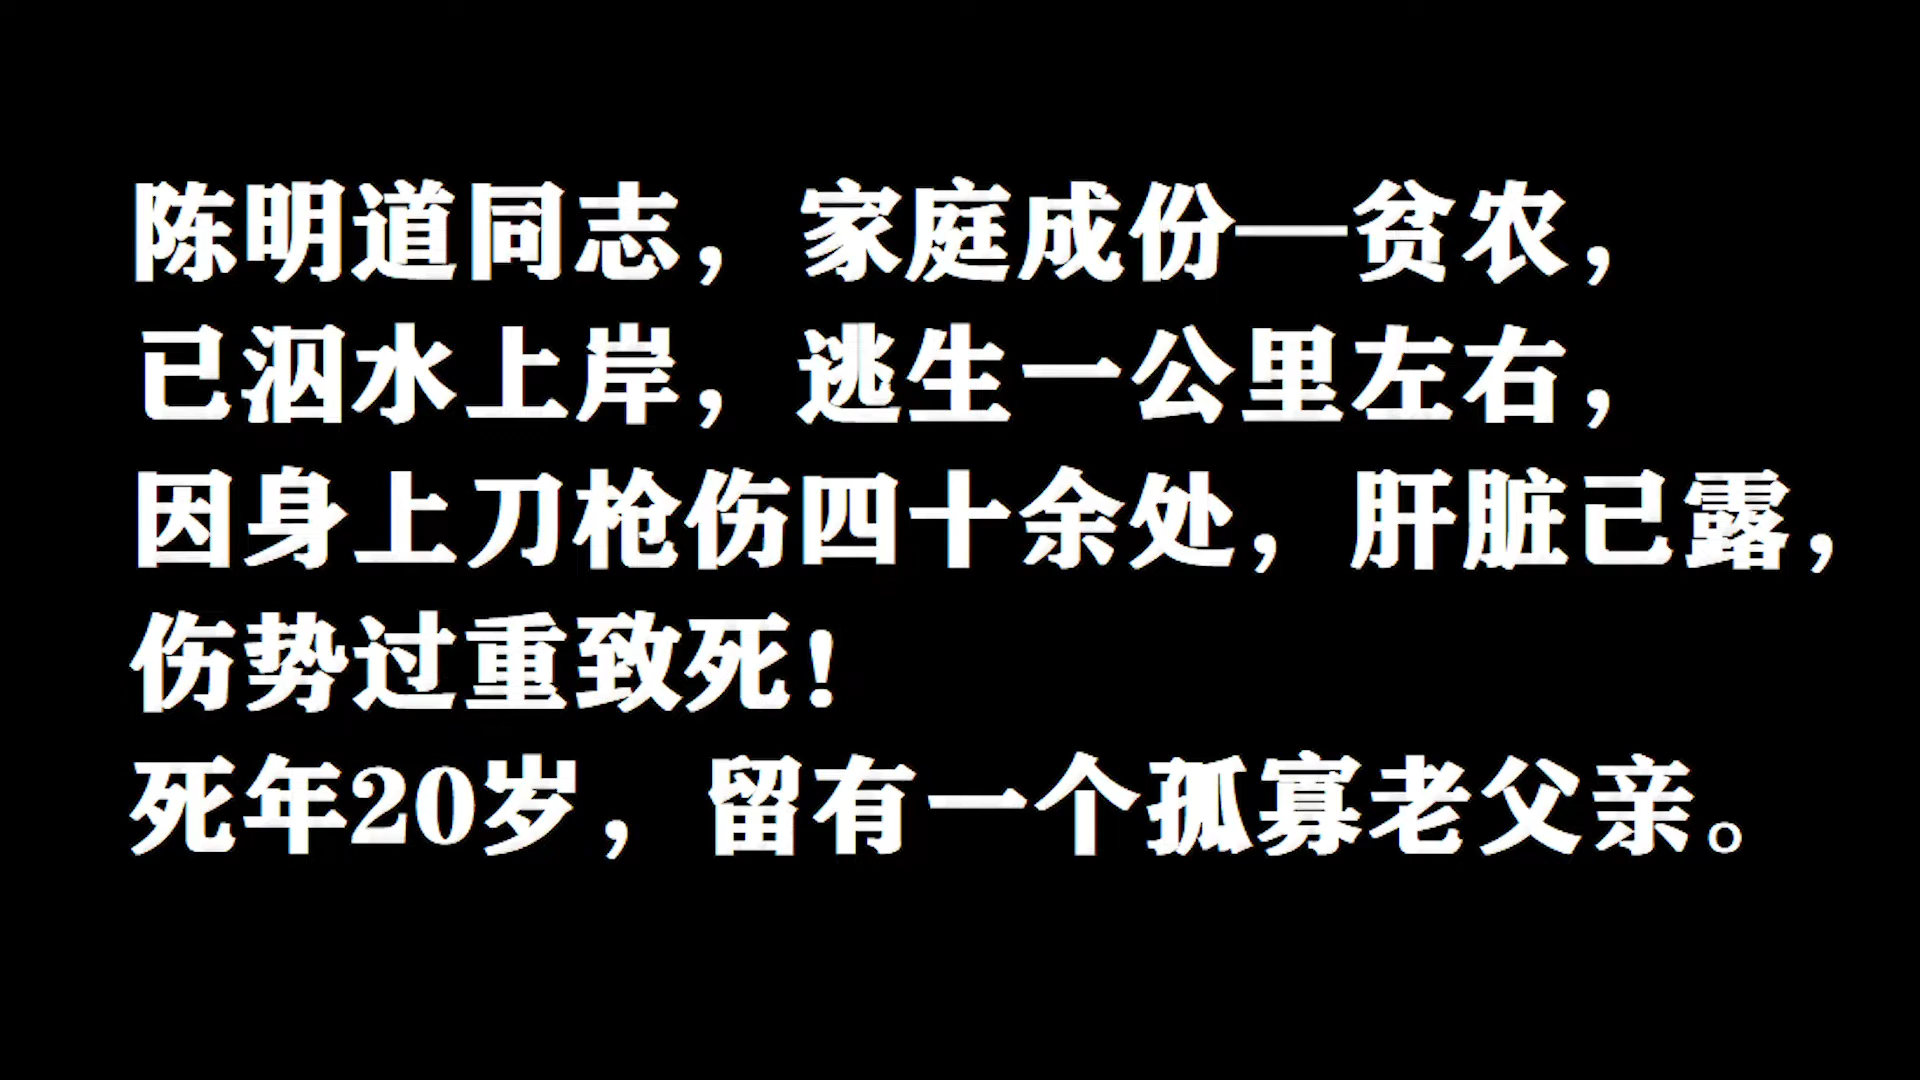 陈明道同志，家庭成份—贫农，
已泅水上岸，逃生一公里左右，
因身上刀枪伤四十余处，肝脏已露，
伤势过重致死！
死年20岁，留有一个孤寡老父亲。